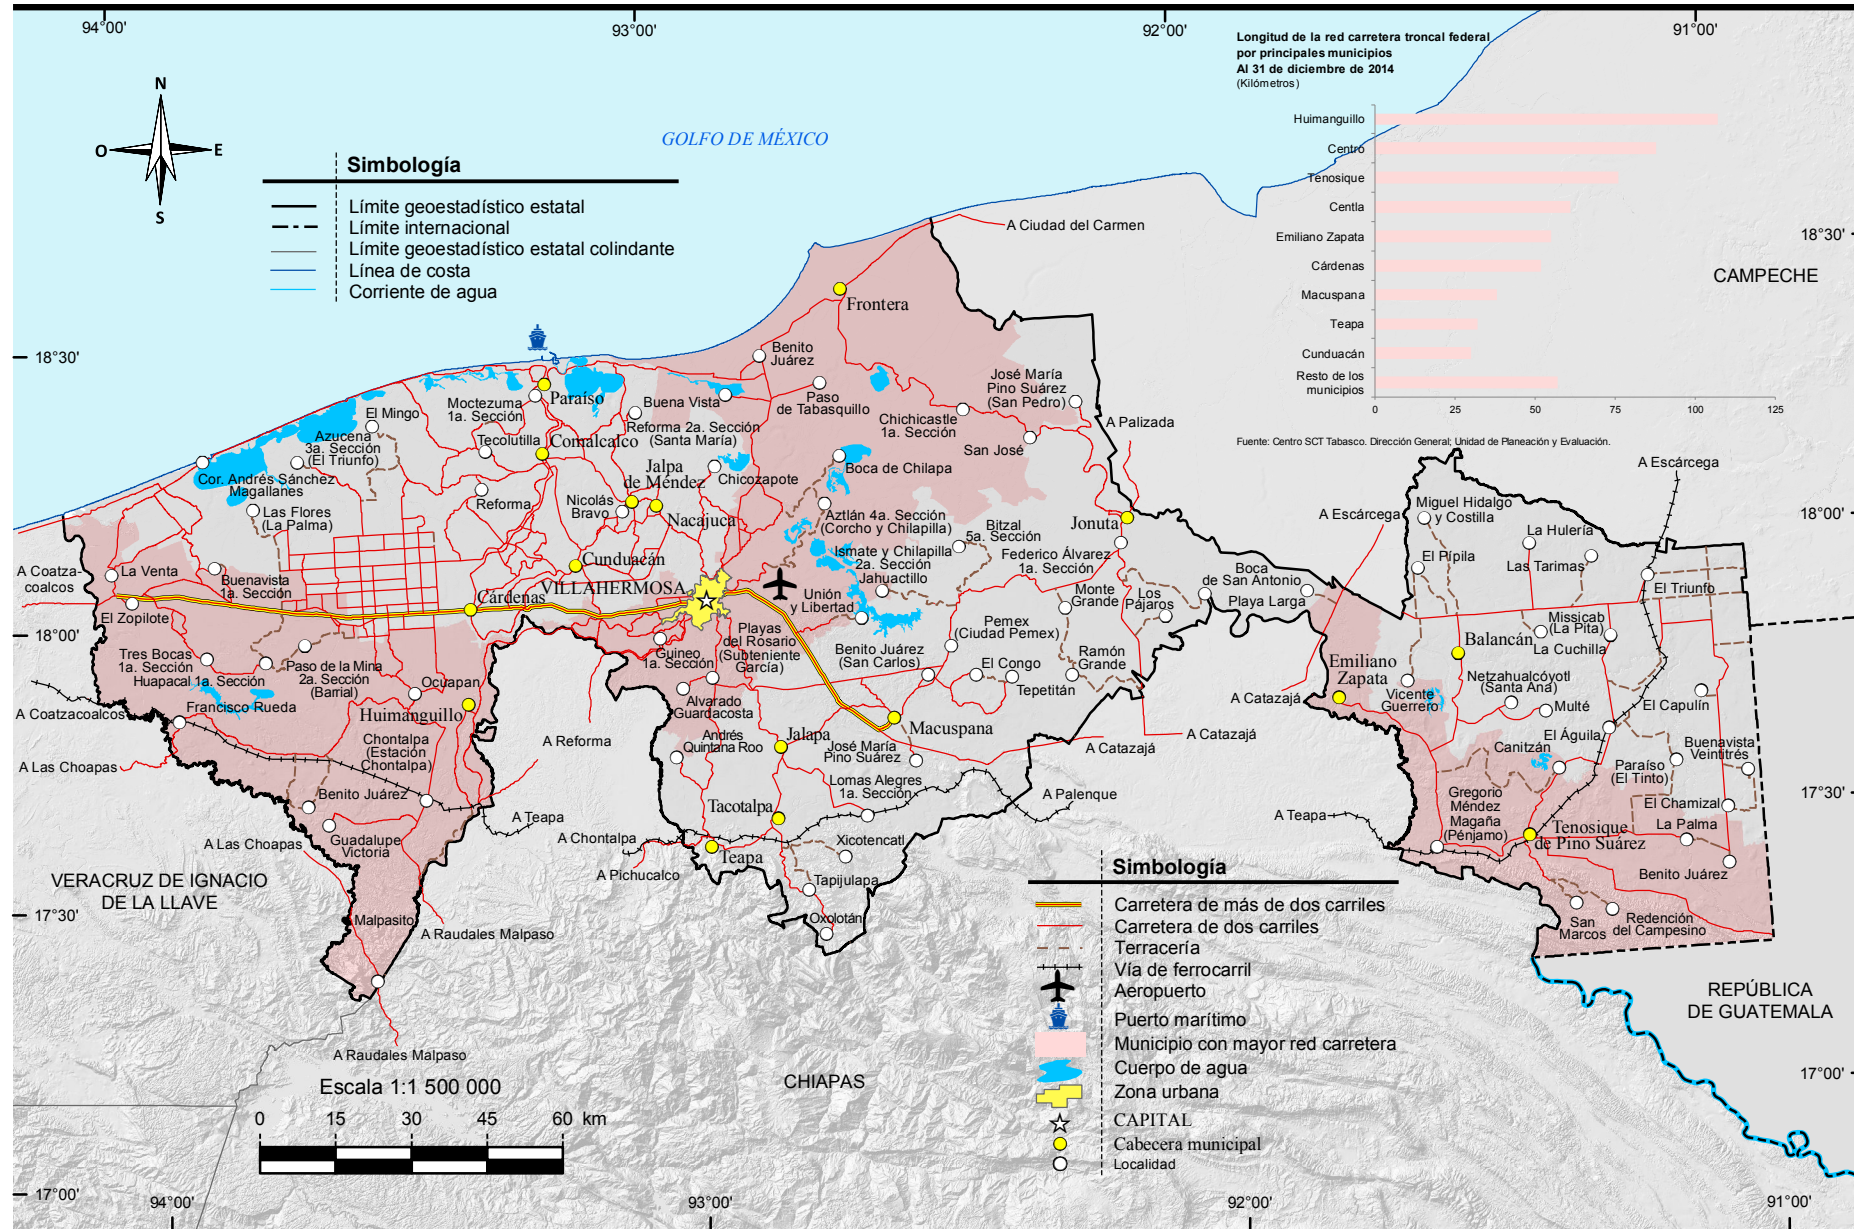 94°00'
93°00'
92°00'
91°00'
Longitud de la red carretera troncal federal
por principales municipios
Al 31 de diciembre de 2014
(Kilómetros)
Huimanguillo
Centro
Tenosique
Centla
Emiliano Zapata
Cárdenas
Macuspana
Teapa
Cunduacán
Resto de los
municipios
0
25
50
75
100
125
Fuente: Centro SCT Tabasco. Dirección General; Unidad de Planeación y Evaluación.
N
O
E
S
GOLFO DE MÉXICO
Simbología
Límite geoestadístico estatal
Límite internacional
Límite geoestadístico estatal colindante
Línea de costa
Corriente de agua
18°30'
CAMPECHE
A Ciudad del Carmen
Frontera
18°30'
Benito
Juárez
Paso
de Tabasquillo
José María
Pino Suárez
(San Pedro)
Chichicastle
1a. Sección
San José
A Palizada
El Mingo
Moctezuma
1a. Sección
Paraíso
Buena Vista
Reforma 2a. Sección
(Santa María)
Azucena
3a. Sección
(El Triunfo)
Tecolutilla
Comalcalco
Jalpa
de Méndez
Chicozapote
Boca de Chilapa
Cor. Andrés Sánchez
Magallanes
Reforma
Nicolás
Bravo
Nacajuca
Las Flores
(La Palma)
Aztlán 4a. Sección
(Corcho y Chilapilla)
Bitzal
5a. Sección
Jonuta
A Escárcega
A Escárcega
Miguel Hidalgo
y Costilla
La Hulería
Las Tarimas
18°00'
El Pípila
El Triunfo
A Coatza-
coalcos
La Venta
Buenavista
1a. Sección
Cunduacán
VILLAHERMOSA
Cárdenas
Ismate y Chilapilla
2a. Sección
Jahuactillo
Federico Álvarez
1a. Sección
Unión
y Libertad
Monte
Grande
Los
Pájaros
Boca
de San Antonio
Playa Larga
Missicab
(La Pita)
La Cuchilla
Balancán
18°00'
El Zopilote
Tres Bocas
1a. Sección
Huapacal 1a. Sección
Paso de la Mina
2a. Sección
(Barrial)
Guineo
1a. Sección
Playas
del Rosario
(Subteniente
García)
Benito Juárez
(San Carlos)
Pemex
(Ciudad Pemex)
El Congo
Tepetitán
Ramón
Grande
Emiliano
Zapata
Vicente
Guerrero
Netzahualcóyotl
(Santa Ana)
Multé
El Capulín
Ocuapan
Francisco Rueda
Huimanguillo
Alvarado
Guardacosta
Macuspana
A Catazajá
A Catazajá
A Catazajá
A Coatzacoalcos
Chontalpa
(Estación
Chontalpa)
A Reforma
Andrés
Quintana Roo
Jalapa
José María
Pino Suárez
Lomas Alegres
1a. Sección
Canitzán
El Águila
Paraíso
(El Tinto)
Buenavista
Veintitrés
A Las Choapas
Benito Juárez
Tacotalpa
A Palenque
A Teapa
Gregorio
Méndez
Magaña
(Pénjamo)
El Chamizal
La Palma
17°30'
Guadalupe
Victoria
A Las Choapas
A Teapa
A Chontalpa
Teapa
Xicotencatl
Tenosique
de Pino Suárez
Benito Juárez
A Pichucalco
Tapijulapa
San
Marcos
Redención
del Campesino
VERACRUZ DE IGNACIO
DE LA LLAVE
17°30'
Malpasito
A Raudales Malpaso
Oxolotán
A Raudales Malpaso
CHIAPAS
REPÚBLICA
DE GUATEMALA
Simbología
Carretera de más de dos carriles
Carretera de dos carriles
Terracería
Vía de ferrocarril
Aeropuerto
Puerto marítimo
Municipio con mayor red carretera
Cuerpo de agua
Zona urbana
CAPITAL
Cabecera municipal
Localidad
17°00'
Escala 1:1 500 000
0
15
30
45
60 km
17°00'
94°00'
93°00'
92°00'
91°00'